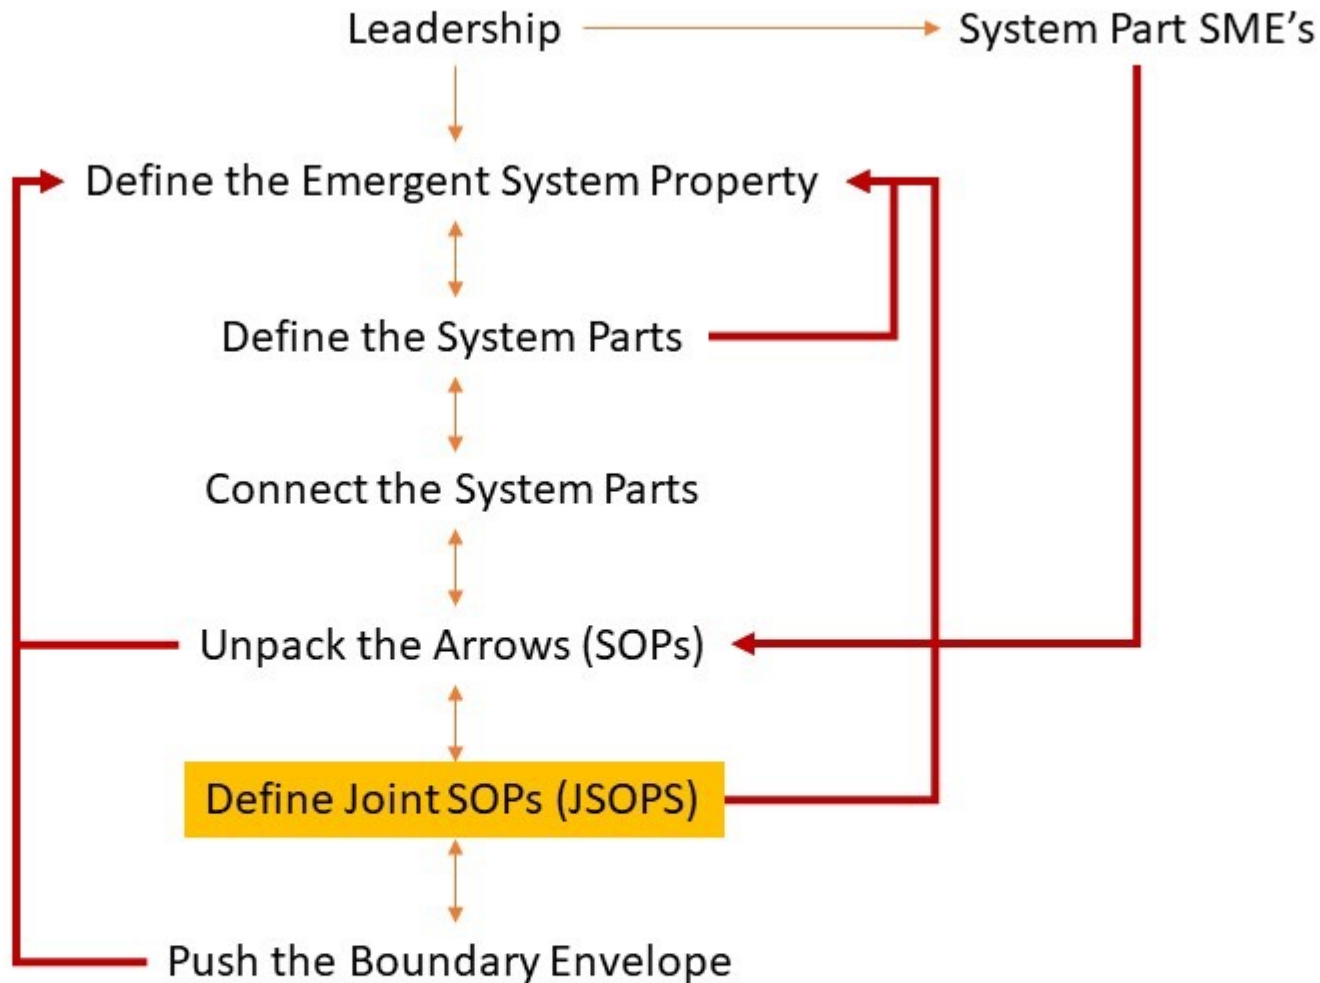 Leadership
System Part SME's
Define the Emergent System Property
Define the System Parts
Connect the System Parts
Unpack the Arrows (SOPs)
Define Joint SOPs (JSOPS)
Push the Boundary Envelope